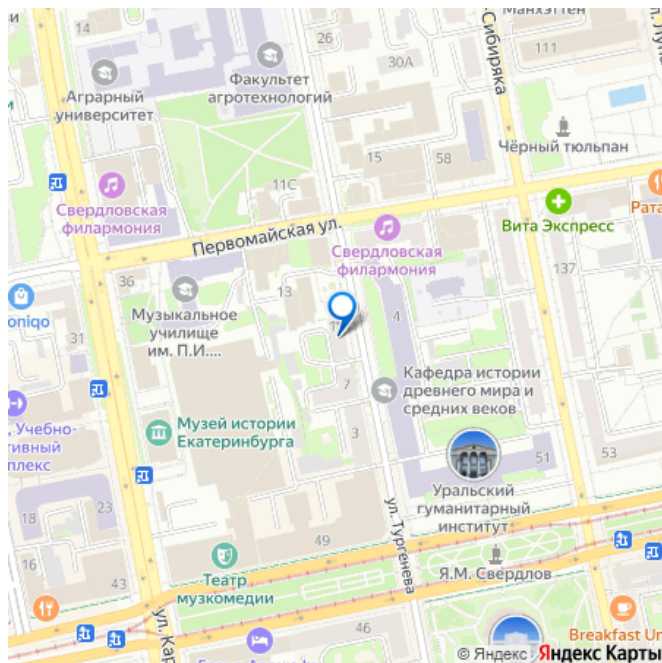 Манхэттен
14
26
30А
111
Факультет
агротехнологий
Аграрный
университет
Сибиряка
Чёрный тюльпан
15
58
11С
Свердловская
филармония
Вита Экспресс
Первомайская ул.
Свердловская
филармония
36
13
137
oniqo
Музыкальное
училище
им. П.И....
4
Кафедра истории
древнего мира и
средних веков
7
Учебно-
Музей истории
Екатеринбурга
3
51
53
16
18
23
Уральский
гуманитарный
институт
ул. Тургенева
49
Театр
музкомедии
43
Я.М. Свердлов
46
Breakfast
© Яндекс Яндекс Карты